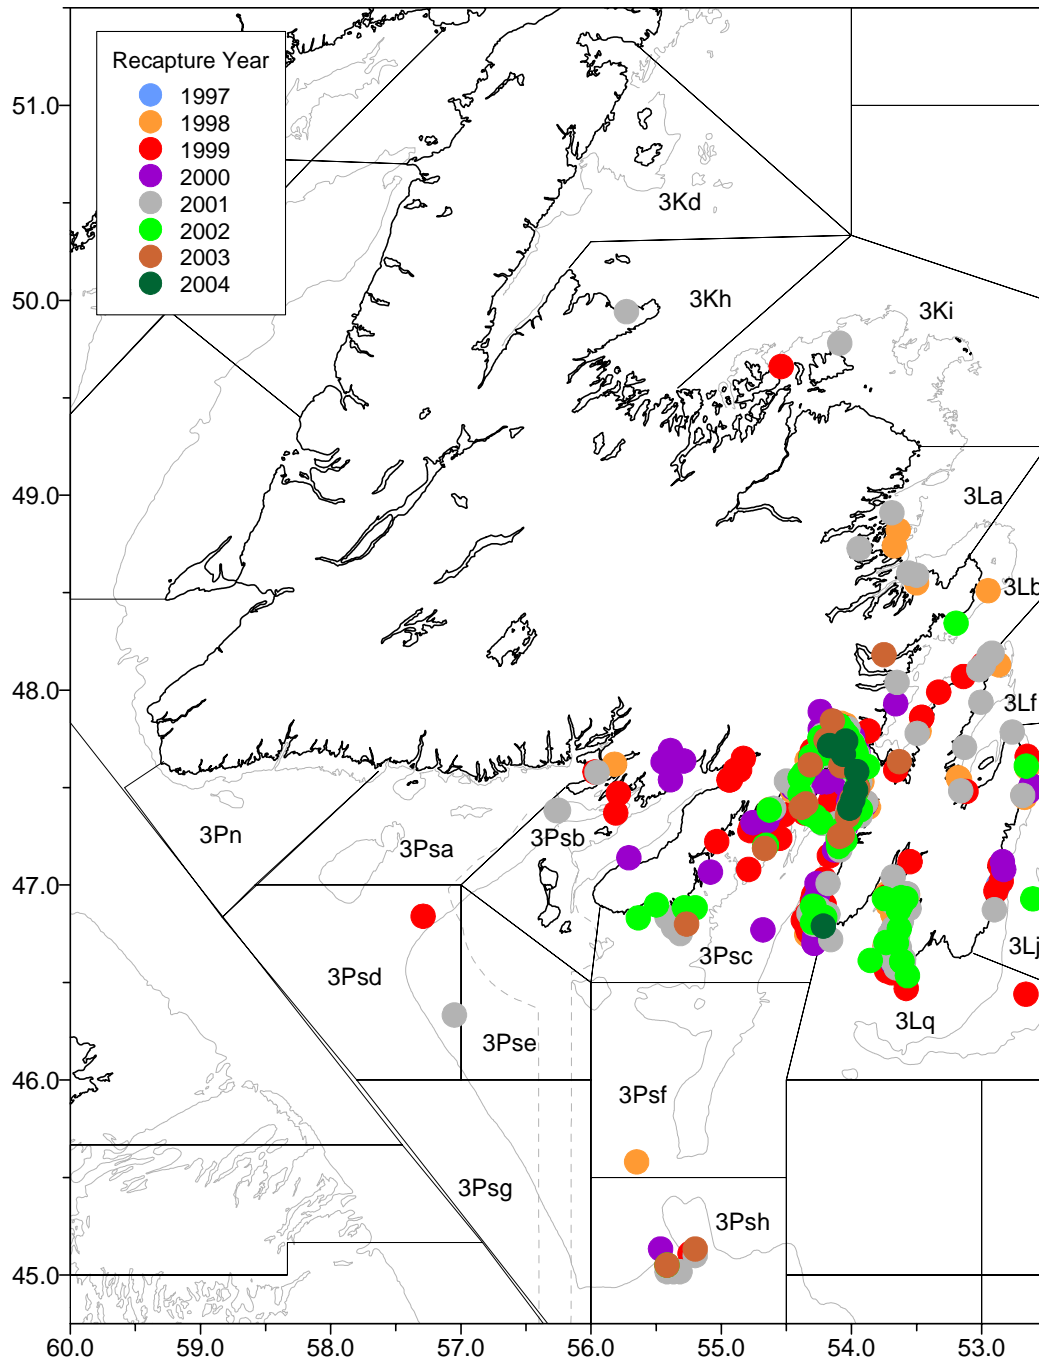 Recapture Year
1997
1998
1999
2000
2001
2002
2003
2004
51.0
50.0
49.0
48.0
47.0
46.0
45.0
3Kd
3Kh
3Ki
3La
3Lb
3Lf
3Pn
3Psa
3Psb
3Psc
3Lj
3Psd
3Pse
3Lq
3Psf
3Psg
3Psh
60.0 59.0 58.0 57.0 56.0 55.0 54.0 53.0